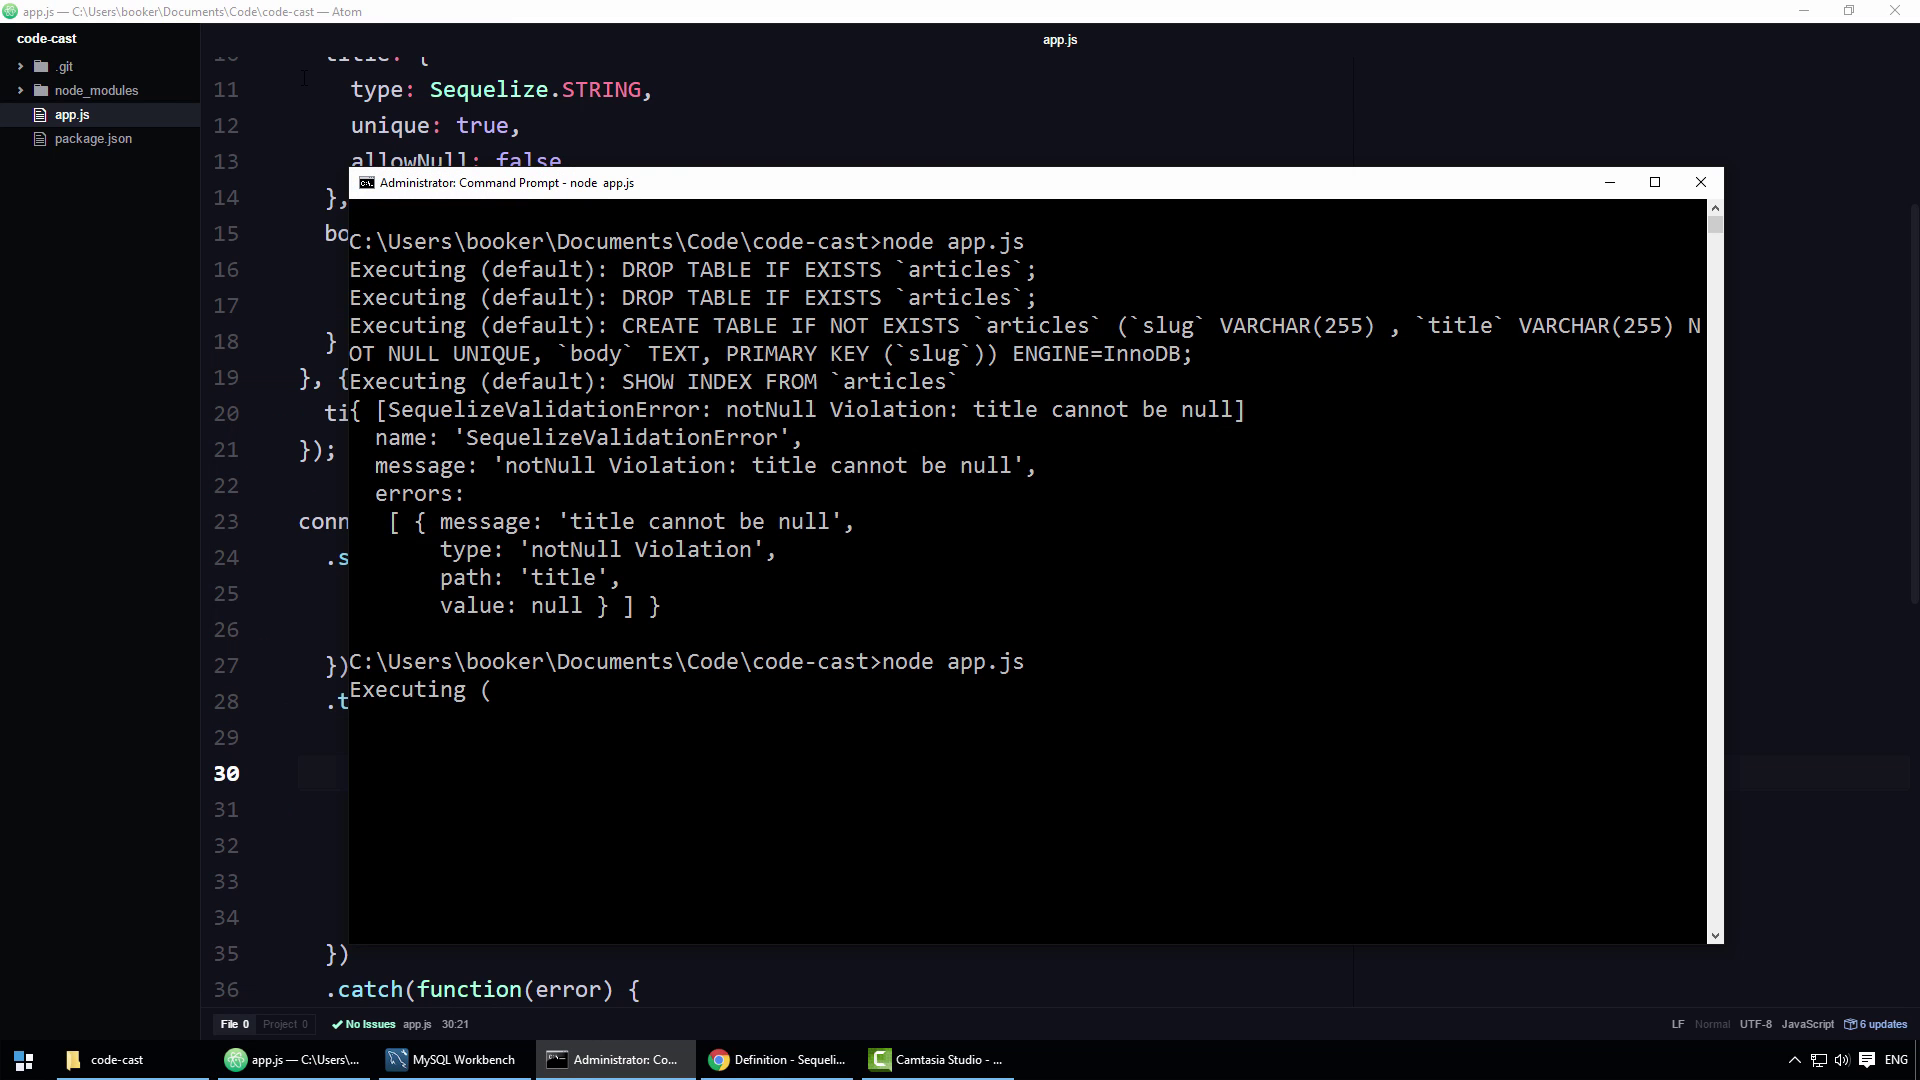 app.js — C:\Users\booker\Documents\Code\code-cast — Atom
code-cast
.git
node_modules
app.js
package.json
app.js
10 title: {
11 type: Sequelize.STRING,
12 unique: true,
13 allowNull: false
14 },
15 bo
16
17
18 }
19 }, {
20 ti
21 });
22
23 conn
24 .s
25
26
27 })
28 .t
29
30
31
32
33
34
35 })
36 .catch(function(error) {
Administrator: Command Prompt - node  app.js
C:\Users\booker\Documents\Code\code-cast>node app.js
Executing (default): DROP TABLE IF EXISTS `articles`;
Executing (default): DROP TABLE IF EXISTS `articles`;
Executing (default): CREATE TABLE IF NOT EXISTS `articles` (`slug` VARCHAR(255) , `title` VARCHAR(255) N
OT NULL UNIQUE, `body` TEXT, PRIMARY KEY (`slug`)) ENGINE=InnoDB;
Executing (default): SHOW INDEX FROM `articles`
{ [SequelizeValidationError: notNull Violation: title cannot be null]
name: 'SequelizeValidationError',
message: 'notNull Violation: title cannot be null',
errors:
[ { message: 'title cannot be null',
type: 'notNull Violation',
path: 'title',
value: null } ] }
C:\Users\booker\Documents\Code\code-cast>node app.js
Executing (
File 0 Project 0 No Issues app.js 30:21 LF Normal UTF-8 JavaScript 6 updates
code-cast app.js — C:\Users\... MySQL Workbench Administrator: Co... Definition - Sequeli... Camtasia Studio - ... ENG